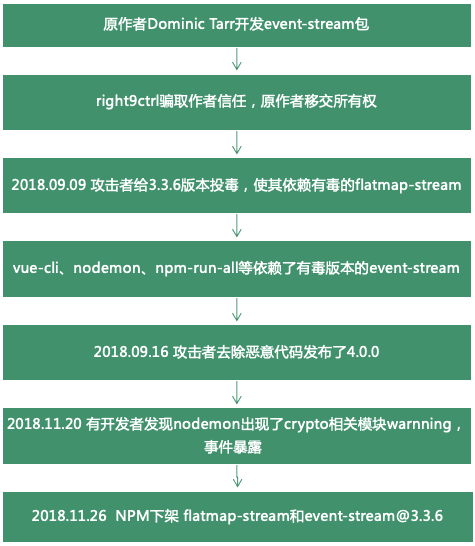 原作者Dominic Tarr开发event-stream包
right9ctrl骗取作者信任，原作者移交所有权
2018.09.09 攻击者给3.3.6版本投毒，使其依赖有毒的flatmap-stream
vue-cli、nodemon、npm-run-all等依赖了有毒版本的event-stream
2018.09.16 攻击者去除恶意代码发布了4.0.0
2018.11.20 有开发者发现nodemon出现了crypto相关模块warnning，
事件暴露
2018.11.26 NPM下架 flatmap-stream和event-stream@3.3.6